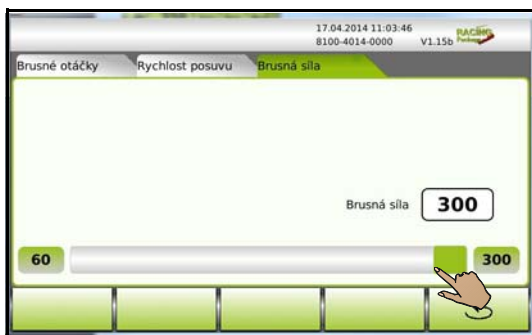 17.04.2014 11:03:46
8100-4014-0000 V1.15b RACING
Brusné otáčky Rychlost posuvu Brusná síla
Brusná síla 300
60 300